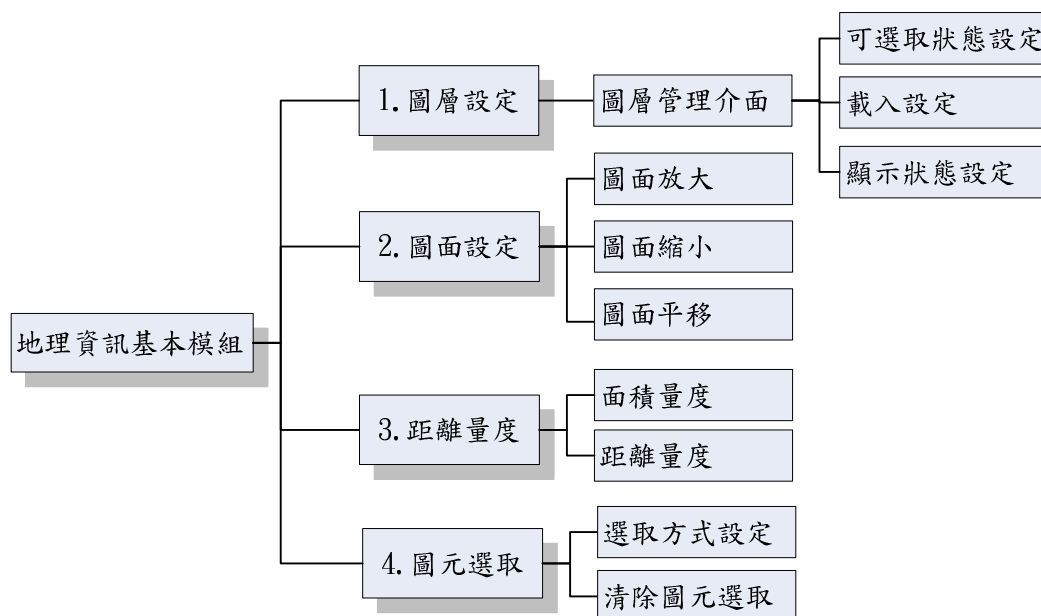 地理資訊基本模組
1.圖層設定
圖層管理介面
可選取狀態設定
載入設定
顯示狀態設定
2.圖面設定
圖面放大
圖面縮小
圖面平移
3.距離量度
面積量度
距離量度
4.圖元選取
選取方式設定
清除圖元選取